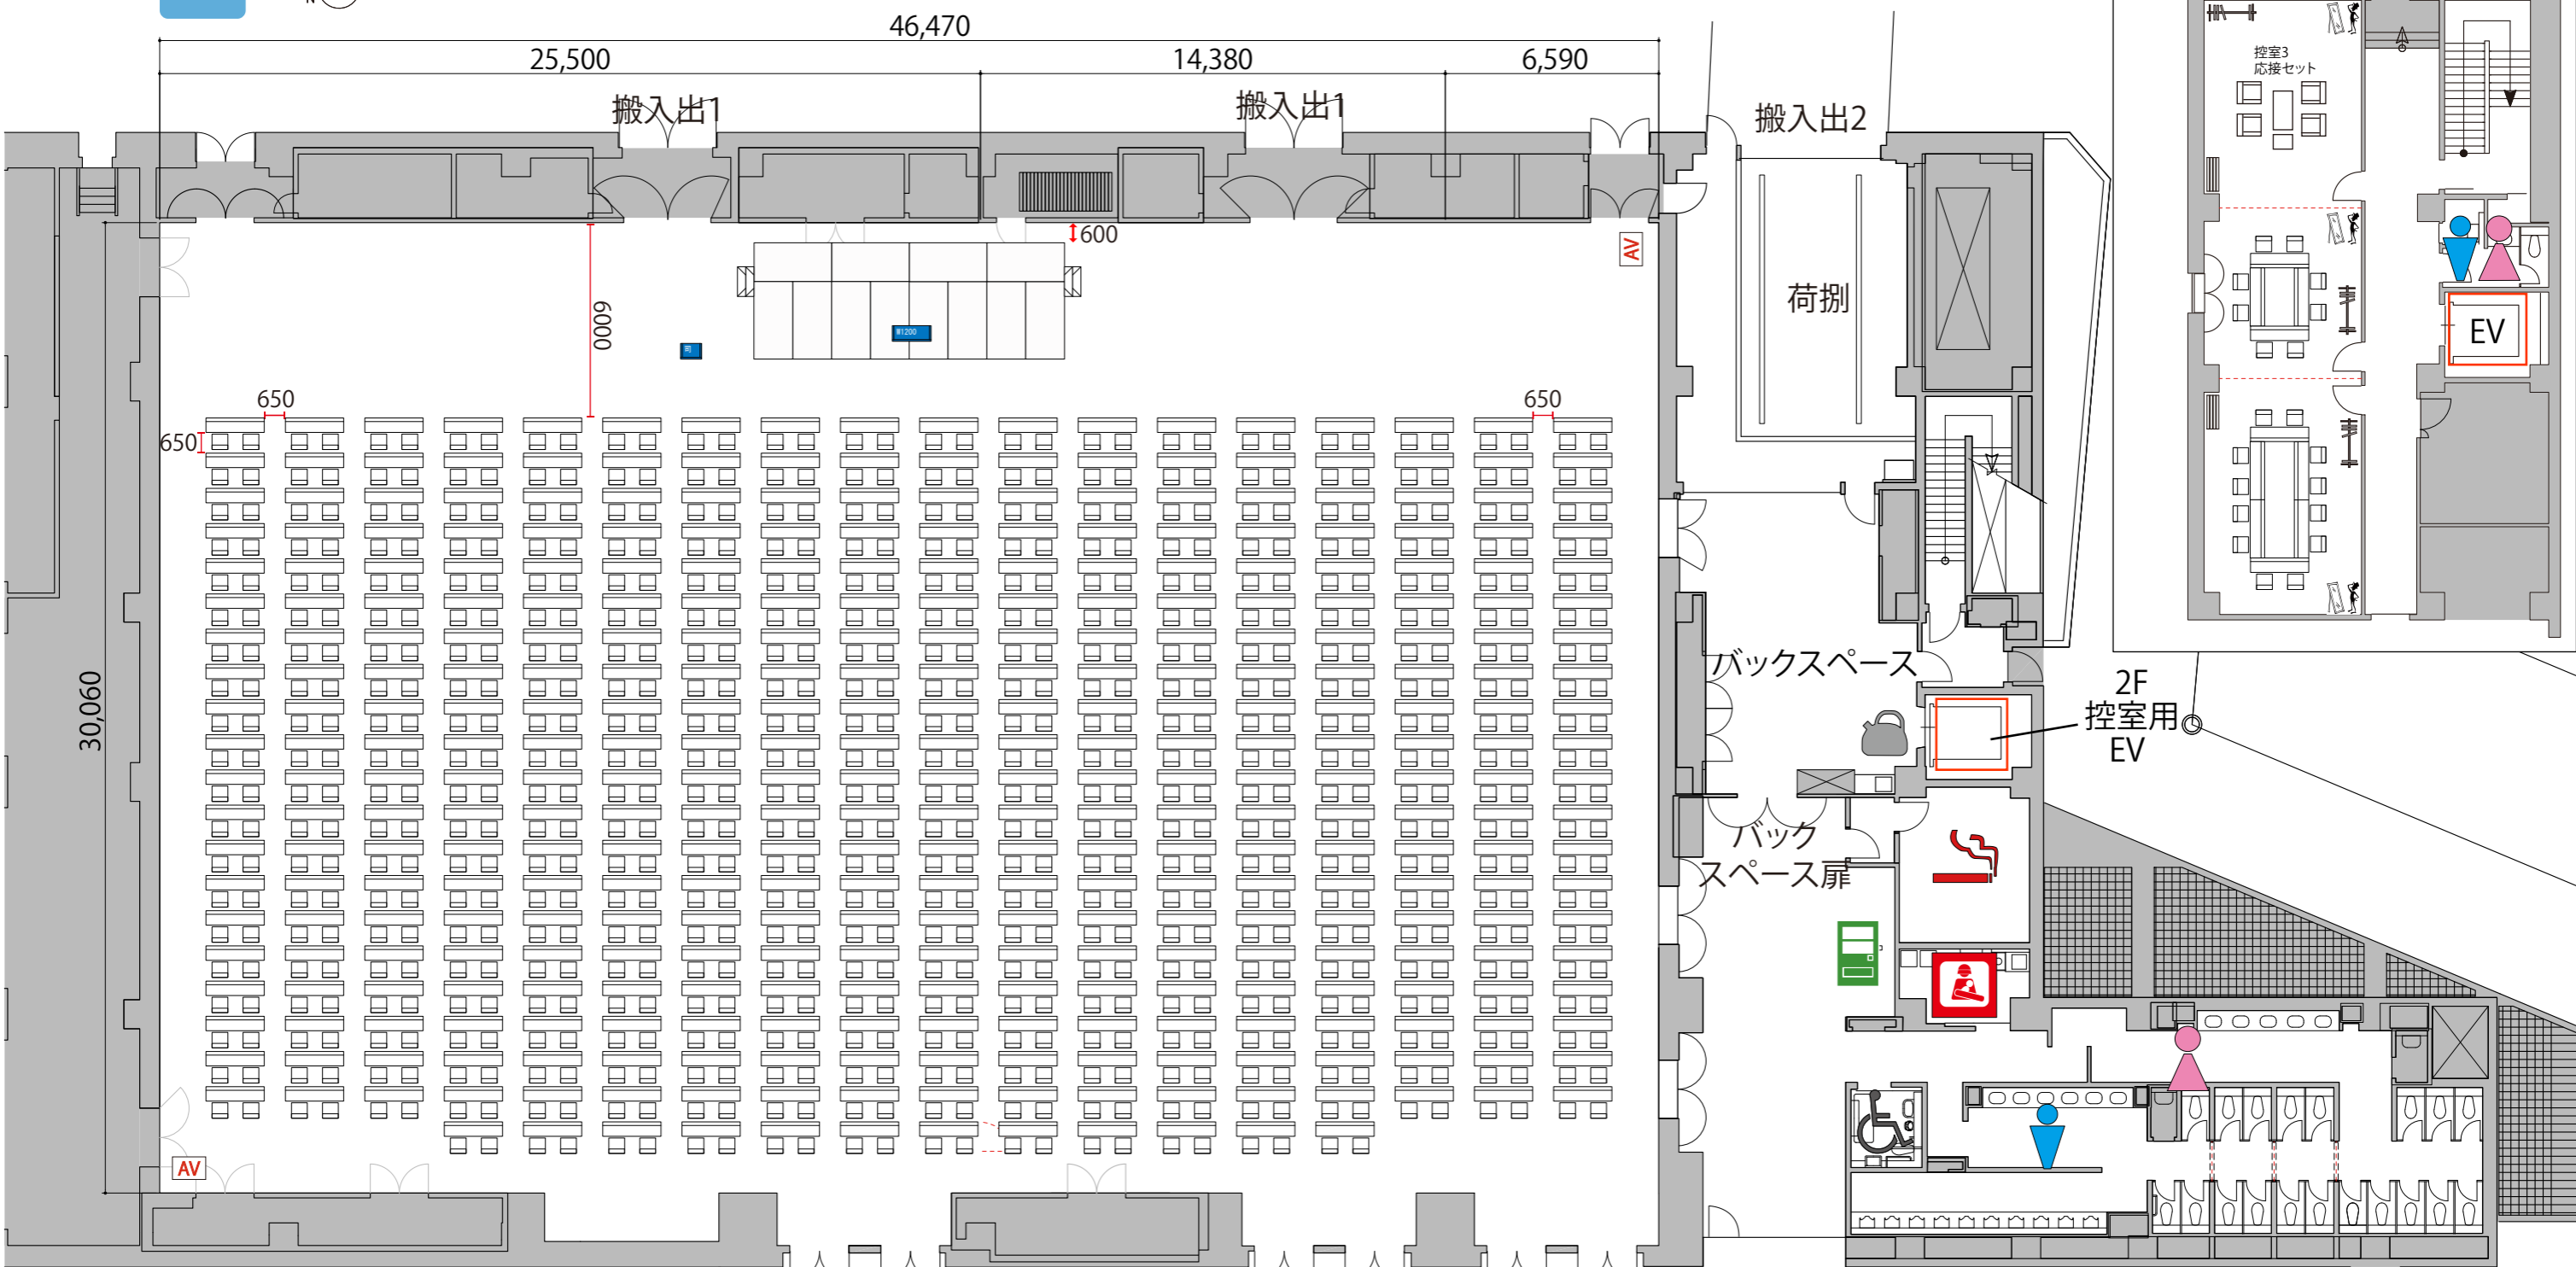 N
46,470
25,500
14,380
6,590
搬入出1
搬入出1
搬入出2
控室3
応接セット
600
AV
6000
W1200
司
荷捌
EV
650
650
650
30,060
バックスペース
2F
控室用
EV
バック
スペース扉
AV